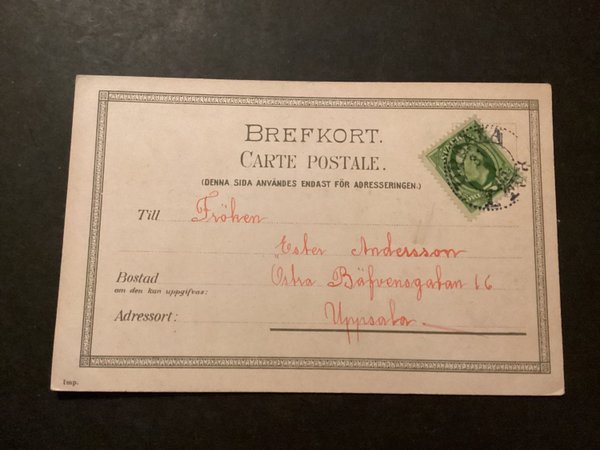 BREFKORT.
CARTE POSTALE.
(DENNA SIDA ANVÄNDES ENDAST FÖR ADRESSERINGEN.)
Till Fröken
Ester Andersson
Bostad
om den kan uppgifvas:
Östra Bäfvensgatan 16
Adressort: Uppsala
Imp.